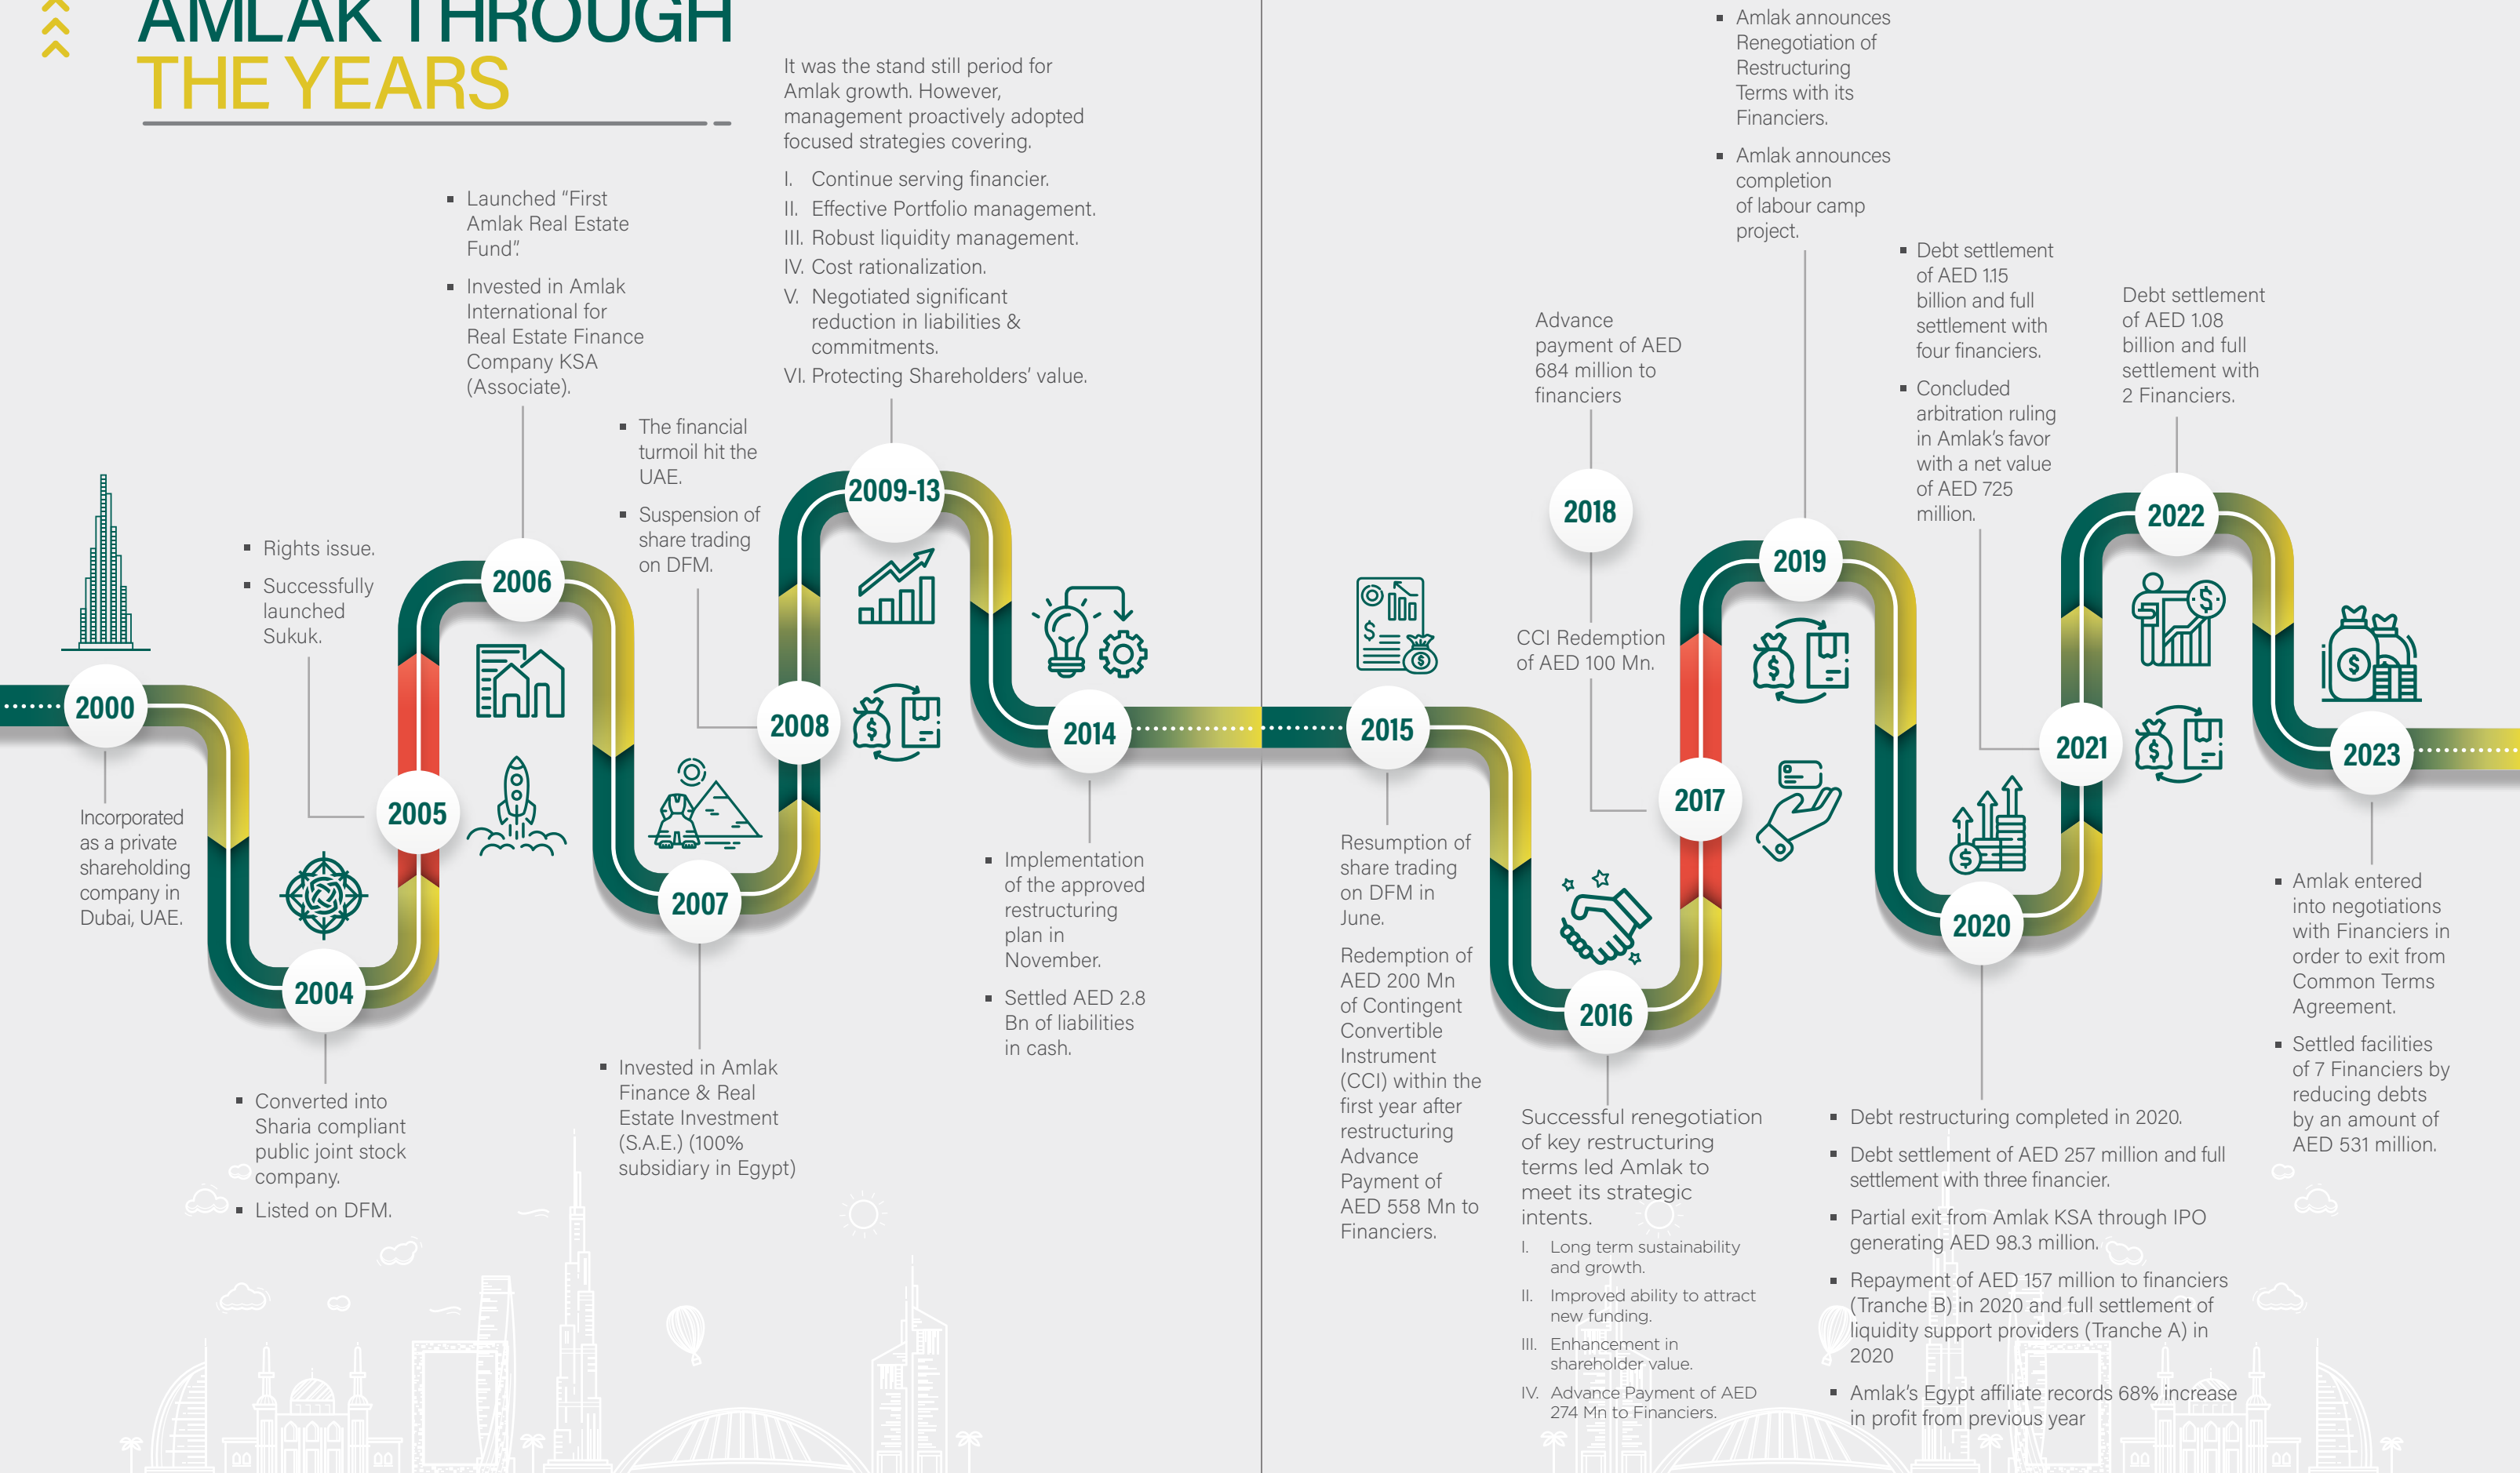 AMLAK THROUGH
THE YEARS
2000
Incorporated
as a private
shareholding
company in
Dubai, UAE.
2004
▪ Converted into
Sharia compliant
public joint stock
company.
▪ Listed on DFM.
▪ Rights issue.
▪ Successfully
launched
Sukuk.
2005
▪ Launched “First
Amlak Real Estate
Fund”.
▪ Invested in Amlak
International for
Real Estate Finance
Company KSA
(Associate).
2006
2007
▪ Invested in Amlak
Finance & Real
Estate Investment
(S.A.E.) (100%
subsidiary in Egypt)
▪ The financial
turmoil hit the
UAE.
▪ Suspension of
share trading
on DFM.
2008
It was the stand still period for
Amlak growth. However,
management proactively adopted
focused strategies covering.
I. Continue serving financier.
II. Effective Portfolio management.
III. Robust liquidity management.
IV. Cost rationalization.
V. Negotiated significant
reduction in liabilities &
commitments.
VI. Protecting Shareholders’ value.
2009-13
2014
▪ Implementation
of the approved
restructuring
plan in
November.
▪ Settled AED 2.8
Bn of liabilities
in cash.
2015
Resumption of
share trading
on DFM in
June.
Redemption of
AED 200 Mn
of Contingent
Convertible
Instrument
(CCI) within the
first year after
restructuring
Advance
Payment of
AED 558 Mn to
Financiers.
2016
Successful renegotiation
of key restructuring
terms led Amlak to
meet its strategic
intents.
I. Long term sustainability
and growth.
II. Improved ability to attract
new funding.
III. Enhancement in
shareholder value.
IV. Advance Payment of AED
274 Mn to Financiers.
Advance
payment of AED
684 million to
financiers
2018
CCI Redemption
of AED 100 Mn.
2017
▪ Amlak announces
Renegotiation of
Restructuring
Terms with its
Financiers.
▪ Amlak announces
completion
of labour camp
project.
2019
2020
▪ Debt restructuring completed in 2020.
▪ Debt settlement of AED 257 million and full
settlement with three financier.
▪ Partial exit from Amlak KSA through IPO
generating AED 98.3 million.
▪ Repayment of AED 157 million to financiers
(Tranche B) in 2020 and full settlement of
liquidity support providers (Tranche A) in
2020
▪ Amlak’s Egypt affiliate records 68% increase
in profit from previous year
▪ Debt settlement
of AED 1.15
billion and full
settlement with
four financiers.
▪ Concluded
arbitration ruling
in Amlak’s favor
with a net value
of AED 725
million.
2021
Debt settlement
of AED 1.08
billion and full
settlement with
2 Financiers.
2022
2023
▪ Amlak entered
into negotiations
with Financiers in
order to exit from
Common Terms
Agreement.
▪ Settled facilities
of 7 Financiers by
reducing debts
by an amount of
AED 531 million.